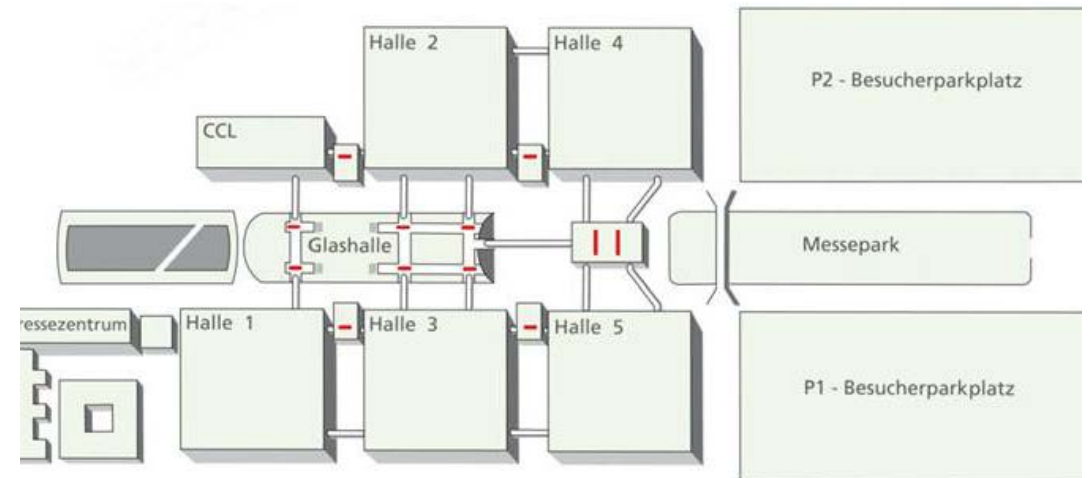 Halle 2
Halle 4
P2 - Besucherparkplatz
CCL
Glashalle
Messepark
ressezentrum
Halle 1
Halle 3
Halle 5
P1 - Besucherparkplatz